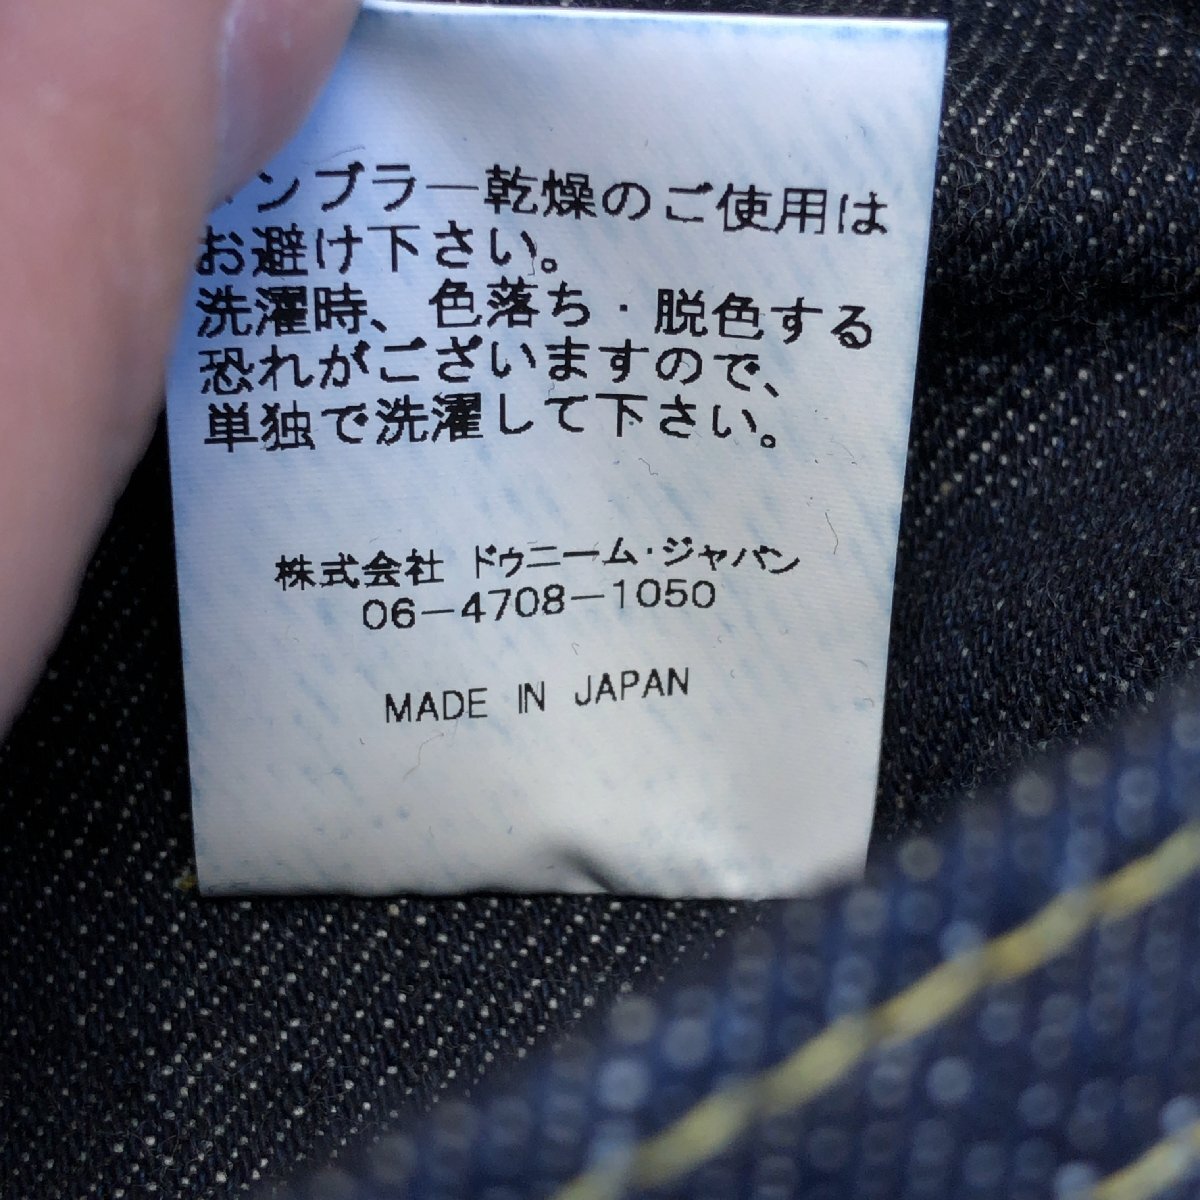 ンブラー乾燥のご使用は
お避け下さい。
洗濯時、色落ち・脱色する
恐れがございますので、
単独で洗濯して下さい。
株式会社 ドゥニーム・ジャパン
06-4708-1050
MADE IN JAPAN